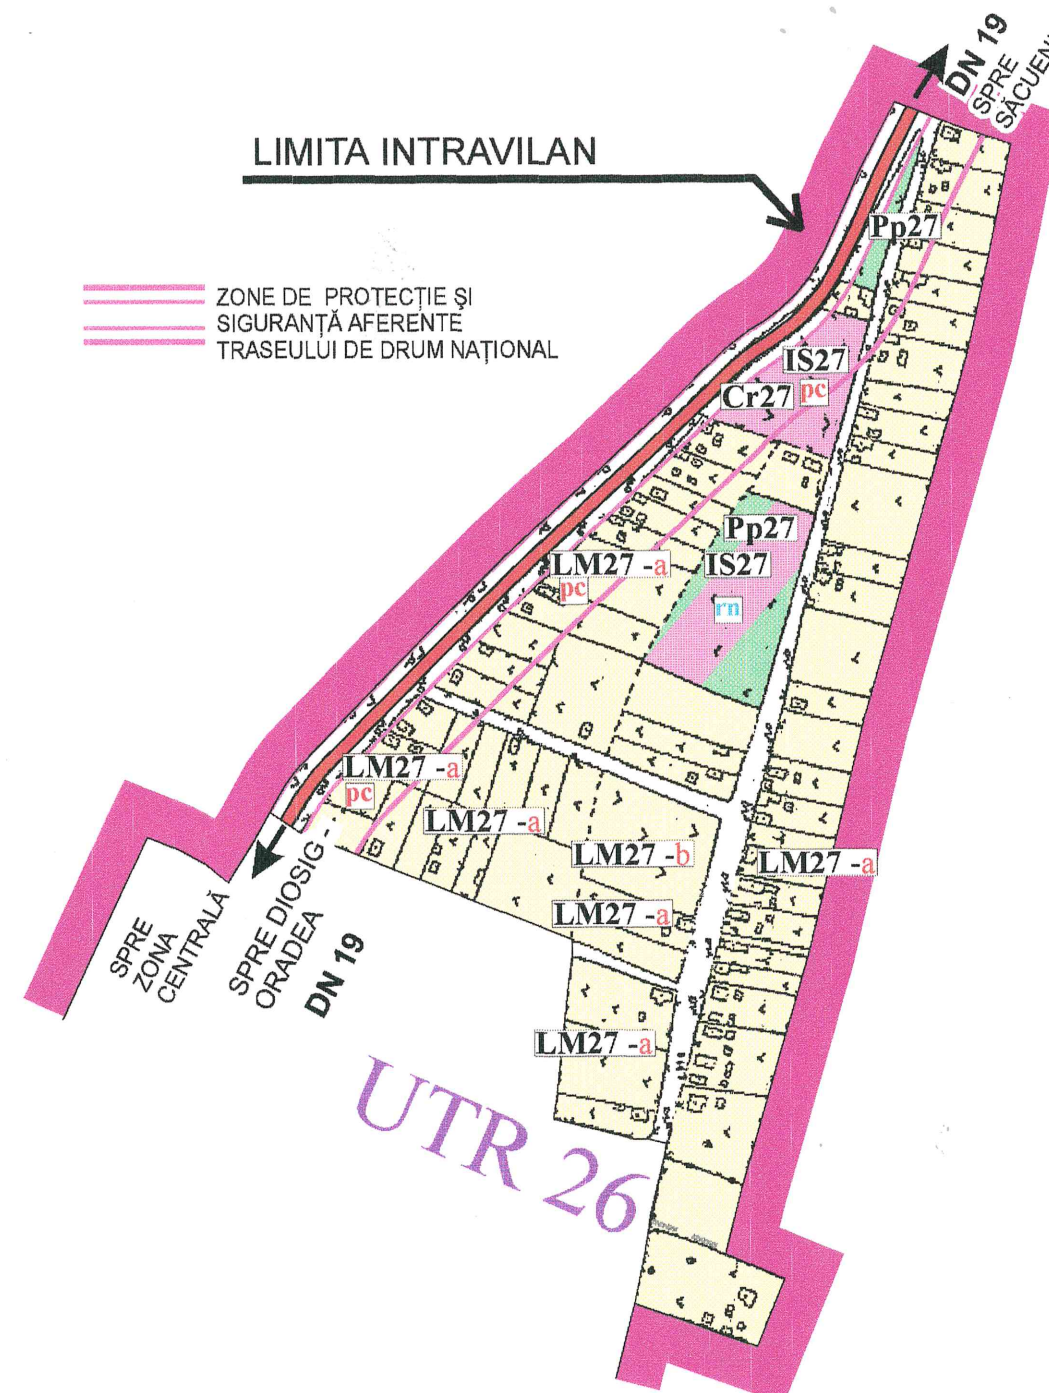 DN 19
SPRE
LIMITA INTRAVILAN
Pp27
ZONE DE PROTECȚIE ŞI
SIGURANȚĂ AFERENTE
TRASEULUI DE DRUM NAȚIONAL
IS27
Cr27 pc
Pp27
LM27 -a IS27
pc
rn
LM27 -a
pc
LM27 -a
LM27 -b
LM27 -a
LM27 -a
SPRE
ZONA
CENTRALĂ
SPRE DIOSIG -
ORADEA
DN 19
LM27 -a
UTR 26